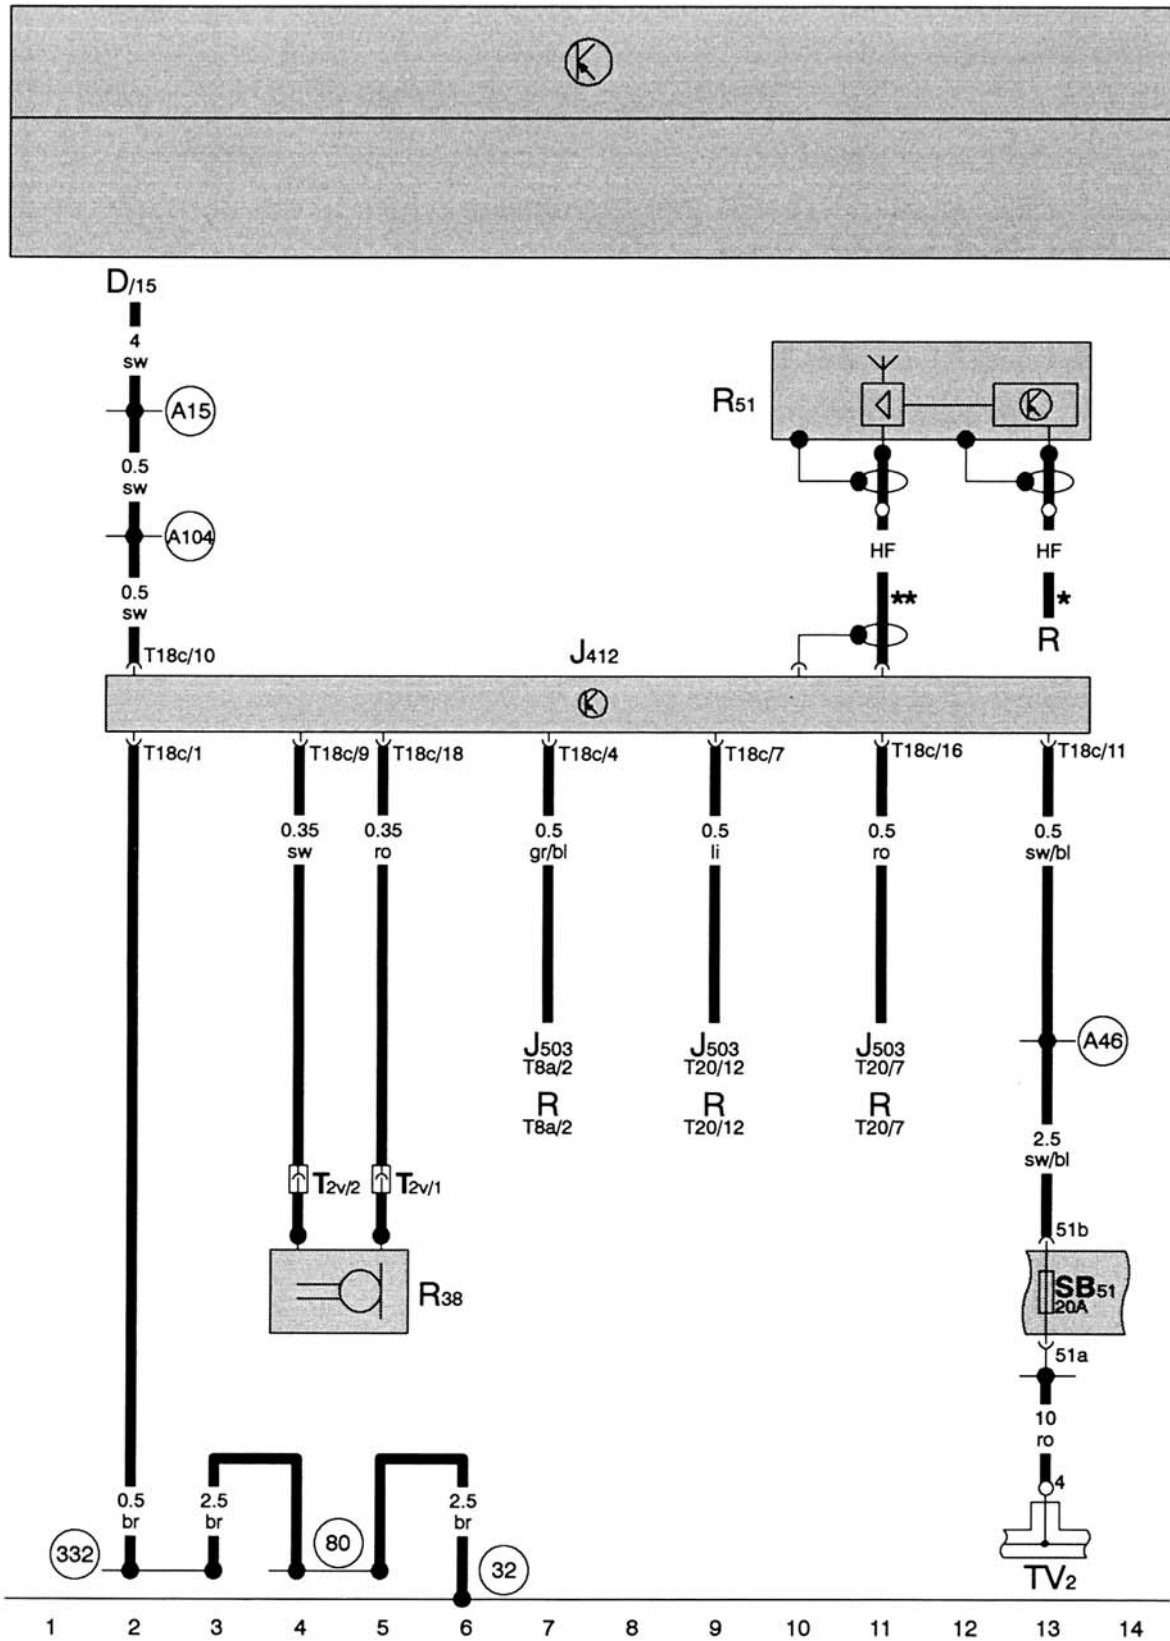 D/15
4
sw
A15
R51
0.5
sw
A104
HF HF
0.5
sw
** *
T18c/10
J412
R
T18c/1 T18c/9 T18c/18 T18c/4 T18c/7 T18c/16 T18c/11
0.35 0.35 0.5 0.5 0.5 0.5
sw ro gr/bl li ro sw/bl
J503 J503 J503
T8a/2 T20/12 T20/7
A46
R R R
T8a/2 T20/12 T20/7
2.5
sw/bl
T2v/2 T2v/1
51b
R38
SB51
20A
51a
10
ro
4
0.5 2.5 2.5
br br br
332 80 32
TV2
1 2 3 4 5 6 7 8 9 10 11 12 13 14